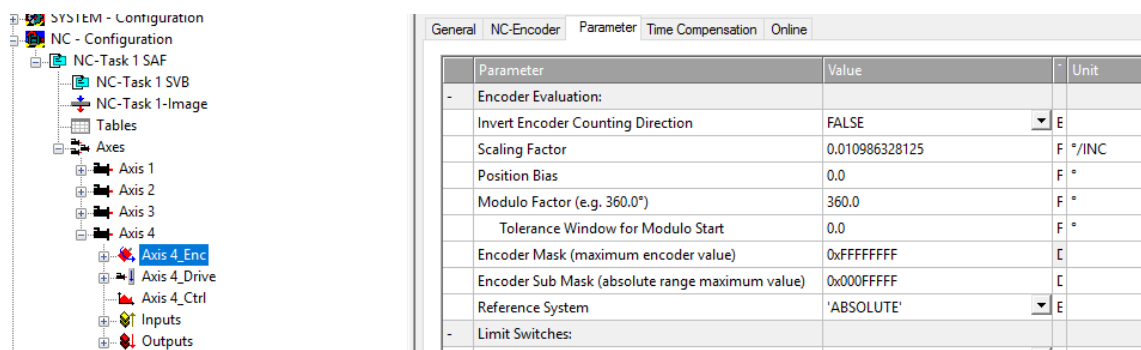 SYSTEM - Configuration
NC - Configuration
NC-Task 1 SAF
NC-Task 1 SVB
NC-Task 1-Image
Tables
Axes
Axis 1
Axis 2
Axis 3
Axis 4
Axis 4_Enc
Axis 4_Drive
Axis 4_Ctrl
Inputs
Outputs
General NC-Encoder Parameter Time Compensation Online
Parameter Value Unit
- Encoder Evaluation:
Invert Encoder Counting Direction FALSE E
Scaling Factor 0.010986328125 F °/INC
Position Bias 0.0 F °
Modulo Factor (e.g. 360.0°) 360.0 F °
Tolerance Window for Modulo Start 0.0 F °
Encoder Mask (maximum encoder value) 0xFFFFFFFF
Encoder Sub Mask (absolute range maximum value) 0x000FFFFF
Reference System 'ABSOLUTE' E
- Limit Switches: